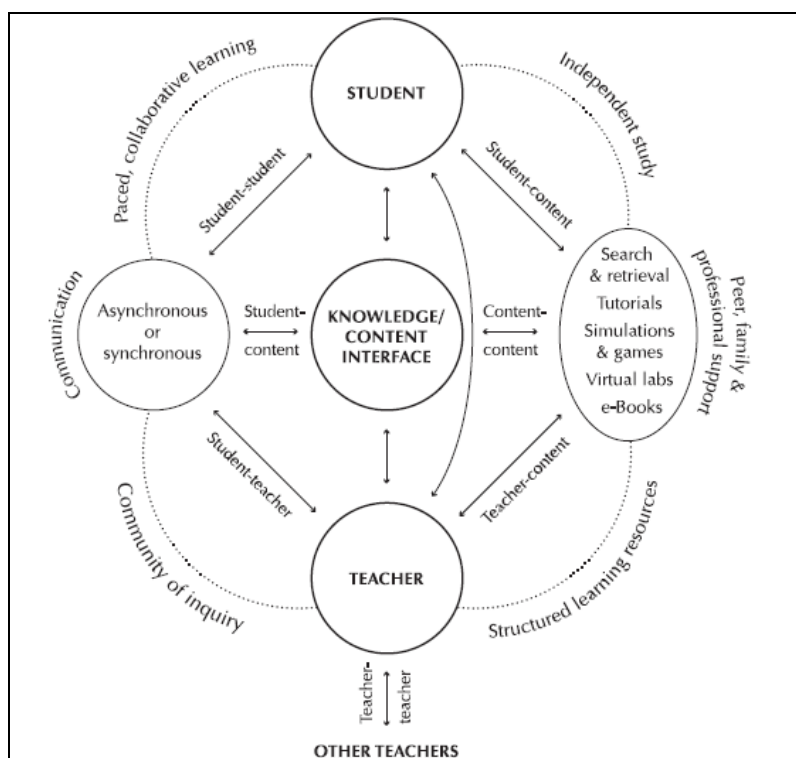 Paced, collaborative learning
STUDENT
Independent study
Student-student
Student-content
Communication
Asynchronous
or
synchronous
Student-
content
KNOWLEDGE/
CONTENT
INTERFACE
Content-
content
Search
& retrieval
Tutorials
Simulations
& games
Virtual labs
e-Books
Peer, family &
professional support
Student-teacher
Teacher-content
Community of inquiry
TEACHER
Structured learning resources
Teacher-
teacher
OTHER TEACHERS